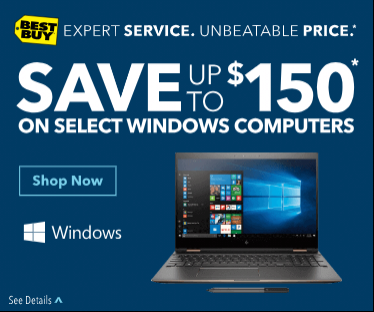 BEST BUY
EXPERT SERVICE. UNBEATABLE PRICE.*
SAVE UP TO $150*
ON SELECT WINDOWS COMPUTERS
Shop Now
Windows
hp
See Details ^